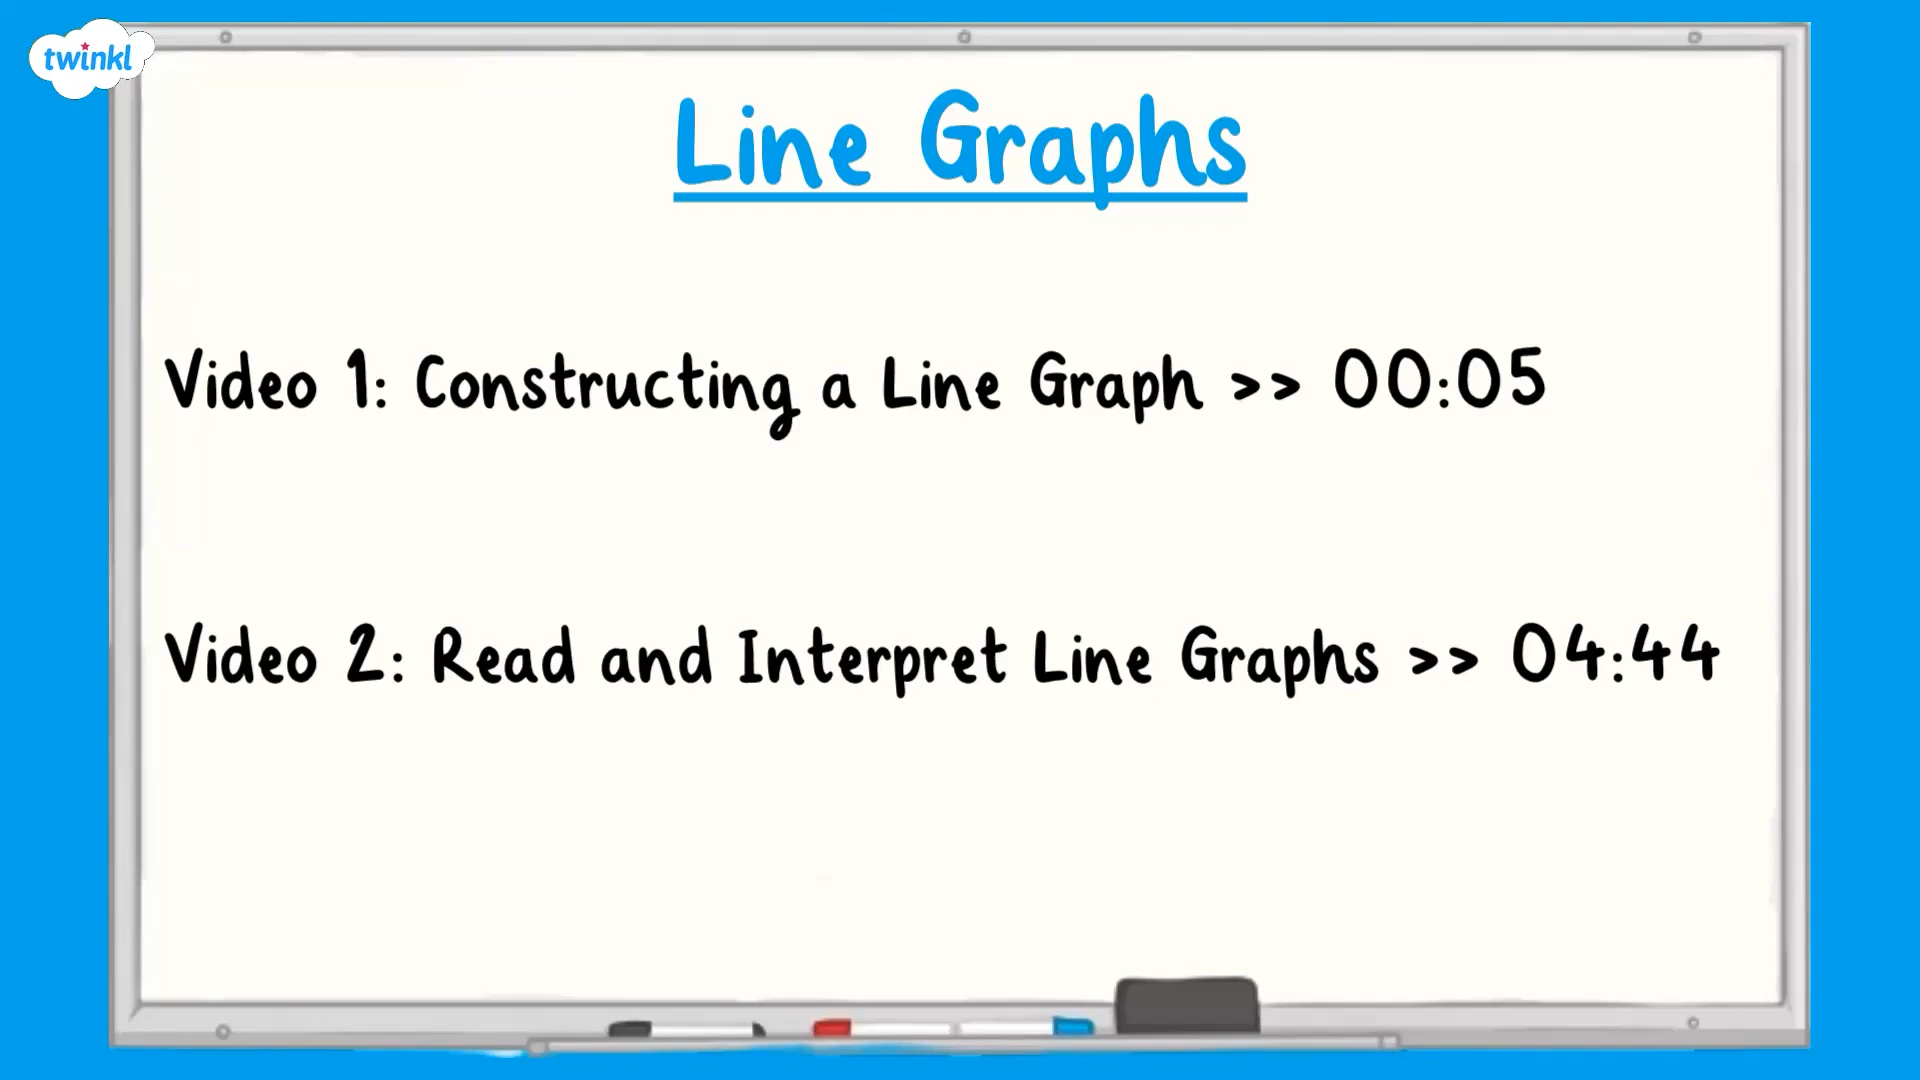 twinkl
Line Graphs
Video 1: Constructing a Line Graph >> 00:05
Video 2: Read and Interpret Line Graphs >> 04:44